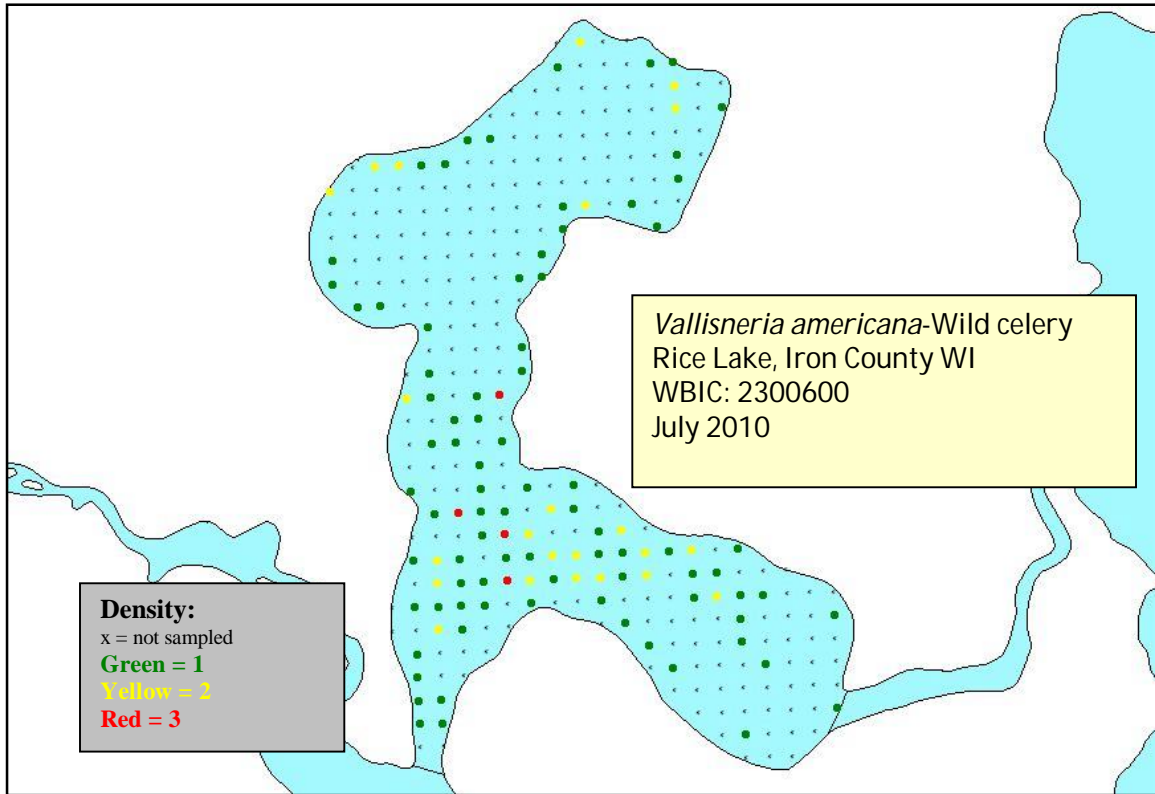 Vallisneria americana-Wild celery
Rice Lake, Iron County WI
WBIC: 2300600
July 2010
Density:
x = not sampled
Green = 1
Yellow = 2
Red = 3